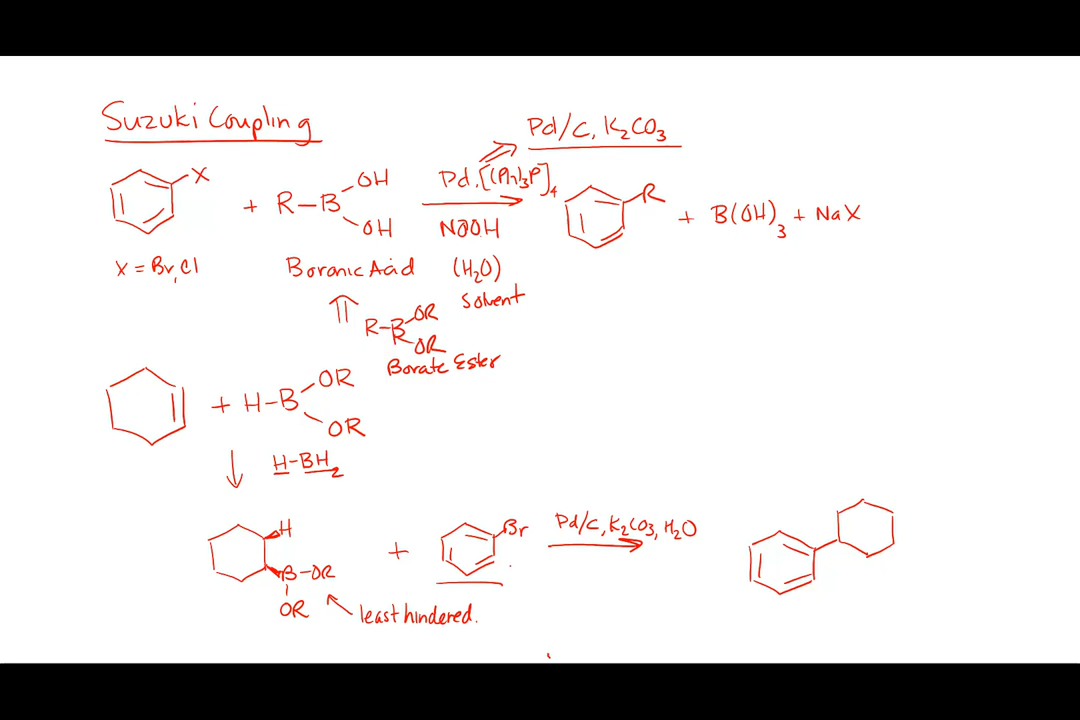 Suzuki Coupling
Pd/C, K₂CO₃
X
+ R-B
OH
OH
Pd, [(Ph)₃P]₄
NaOH
R
+ B(OH)₃ + NaX
X = Br, Cl
Boronic Acid
(H₂O)
Solvent
R-B
OR
OR
Borate Ester
+ H-B
OR
OR
H-BH₂
H
B-OR
OR
+
Br
Pd/C, K₂CO₃, H₂O
least hindered.